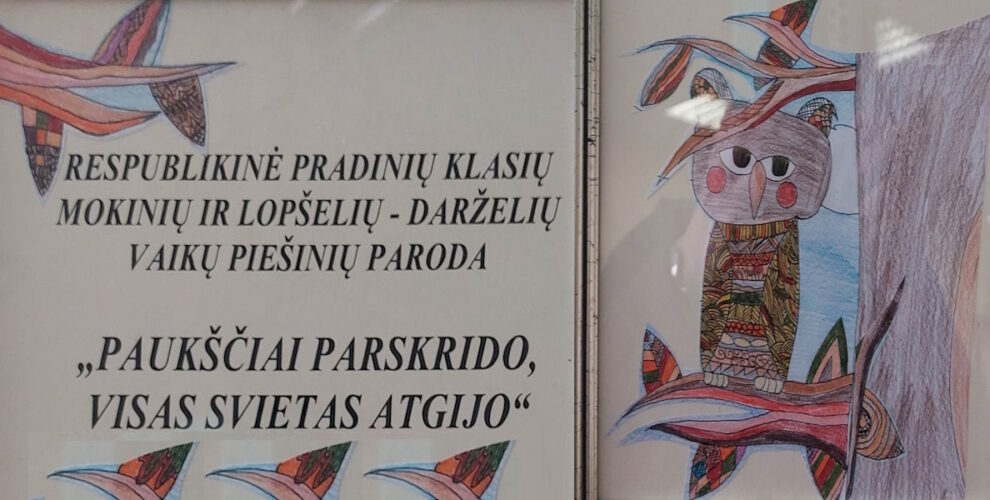 RESPUBLIKINĖ PRADINIŲ KLASIŲ
MOKINIŲ IR LOPŠELIŲ - DARŽELIŲ
VAIKŲ PIEŠINIŲ PARODA
„PAUKŠČIAI PARSKRIDO,
VISAS SVIETAS ATGIJO“